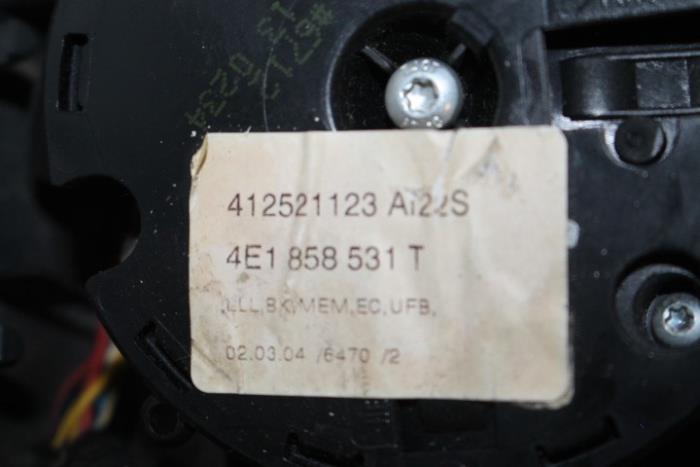 412521123 Ai22S
4E1 858 531 T
,LLL,BK,MEM,EC,UFB,
02.03.04 /6470 /2